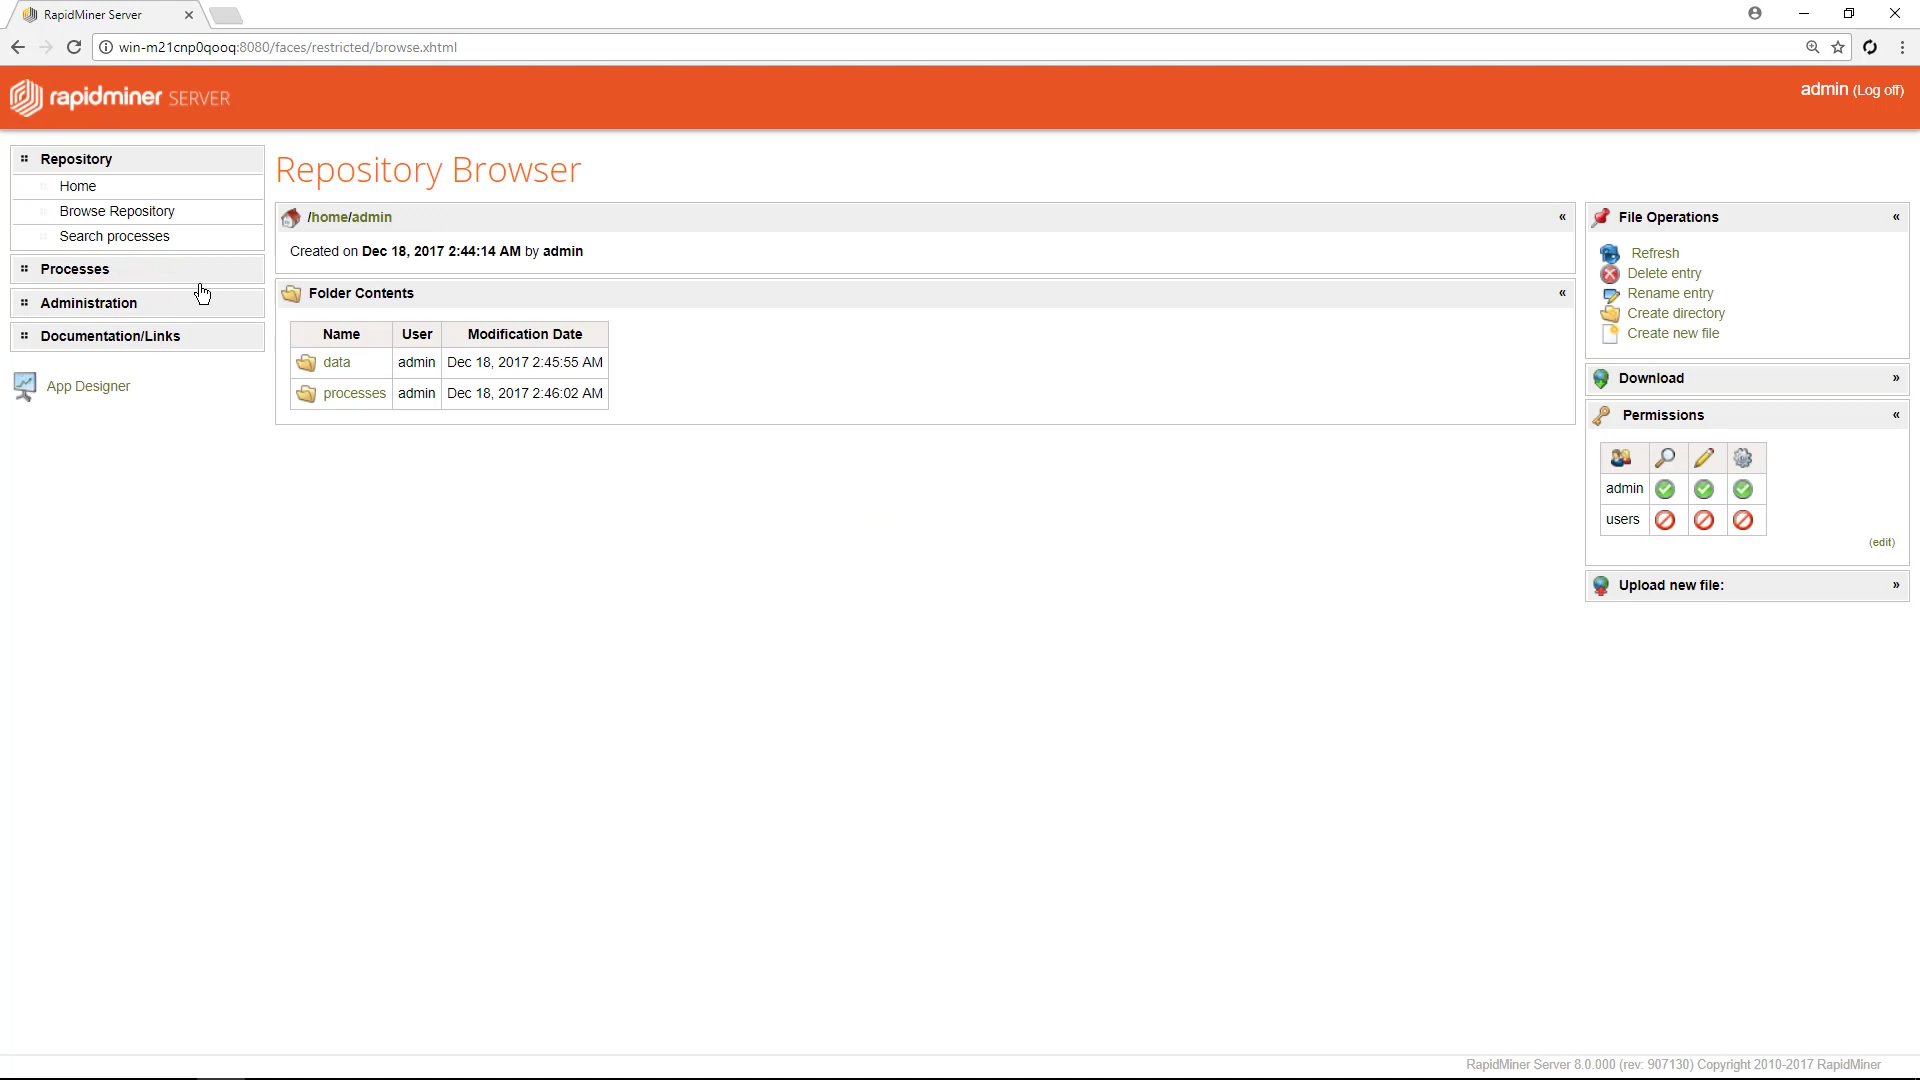 RapidMiner Server
win-m21cnp0qooq:8080/faces/restricted/browse.xhtml
rapidminer SERVER
admin (Log off)
Repository
Home
Browse Repository
Search processes
Processes
Administration
Documentation/Links
App Designer
Repository Browser
/home/admin «
Created on Dec 18, 2017 2:44:14 AM by admin
Folder Contents «
Name User Modification Date
data admin Dec 18, 2017 2:45:55 AM
processes admin Dec 18, 2017 2:46:02 AM
File Operations «
Refresh
Delete entry
Rename entry
Create directory
Create new file
Download »
Permissions «
admin
users
(edit)
Upload new file: »
RapidMiner Server 8.0.000 (rev: 907130) Copyright 2010-2017 RapidMiner